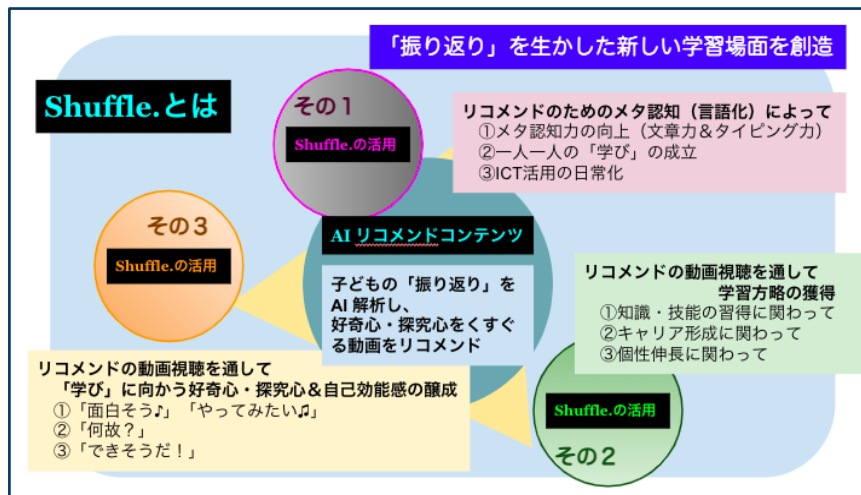 「振り返り」を生かした新しい学習場面を創造
Shuffle.とは
その1
Shuffle.の活用
リコメンドのためのメタ認知（言語化）によって
①メタ認知力の向上（文章力＆タイピング力）
②一人一人の「学び」の成立
③ICT活用の日常化
その3
Shuffle.の活用
AI リコメンドコンテンツ
子どもの「振り返り」を
AI 解析し、
好奇心・探究心をくすぐ
る動画をリコメンド
リコメンドの動画視聴を通して
学習方略の獲得
①知識・技能の習得に関わって
②キャリア形成に関わって
③個性伸長に関わって
リコメンドの動画視聴を通して
「学び」に向かう好奇心・探究心＆自己効能感の醸成
①「面白そう♪」「やってみたい♫」
②「何故？」
③「できそうだ！」
Shuffle.の活用
その2